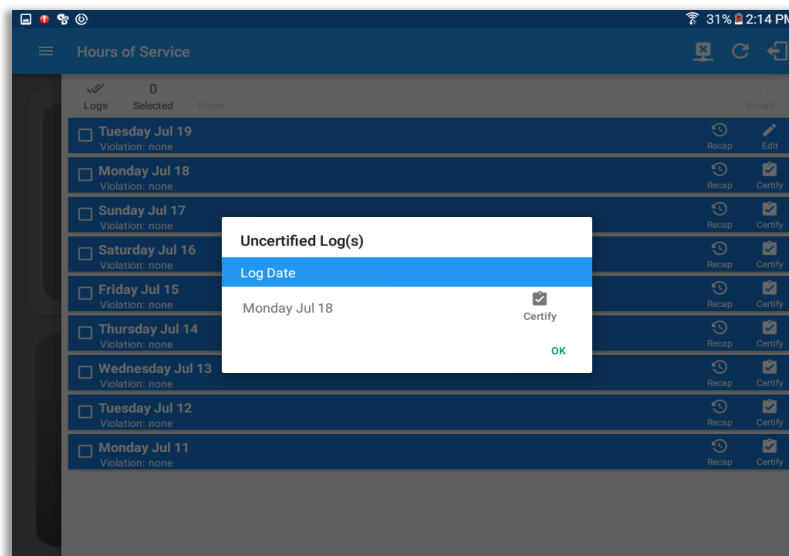 31% 2:14 PM
Hours of Service
0
Logs Selected Reset Email
Tuesday Jul 19
Violation: none
Recap Edit
Monday Jul 18
Violation: none
Recap Certify
Sunday Jul 17
Violation: none
Recap Certify
Saturday Jul 16
Violation: none
Recap Certify
Friday Jul 15
Violation: none
Recap Certify
Thursday Jul 14
Violation: none
Recap Certify
Wednesday Jul 13
Violation: none
Recap Certify
Tuesday Jul 12
Violation: none
Recap Certify
Monday Jul 11
Violation: none
Recap Certify
Uncertified Log(s)
Log Date
Monday Jul 18
Certify
OK